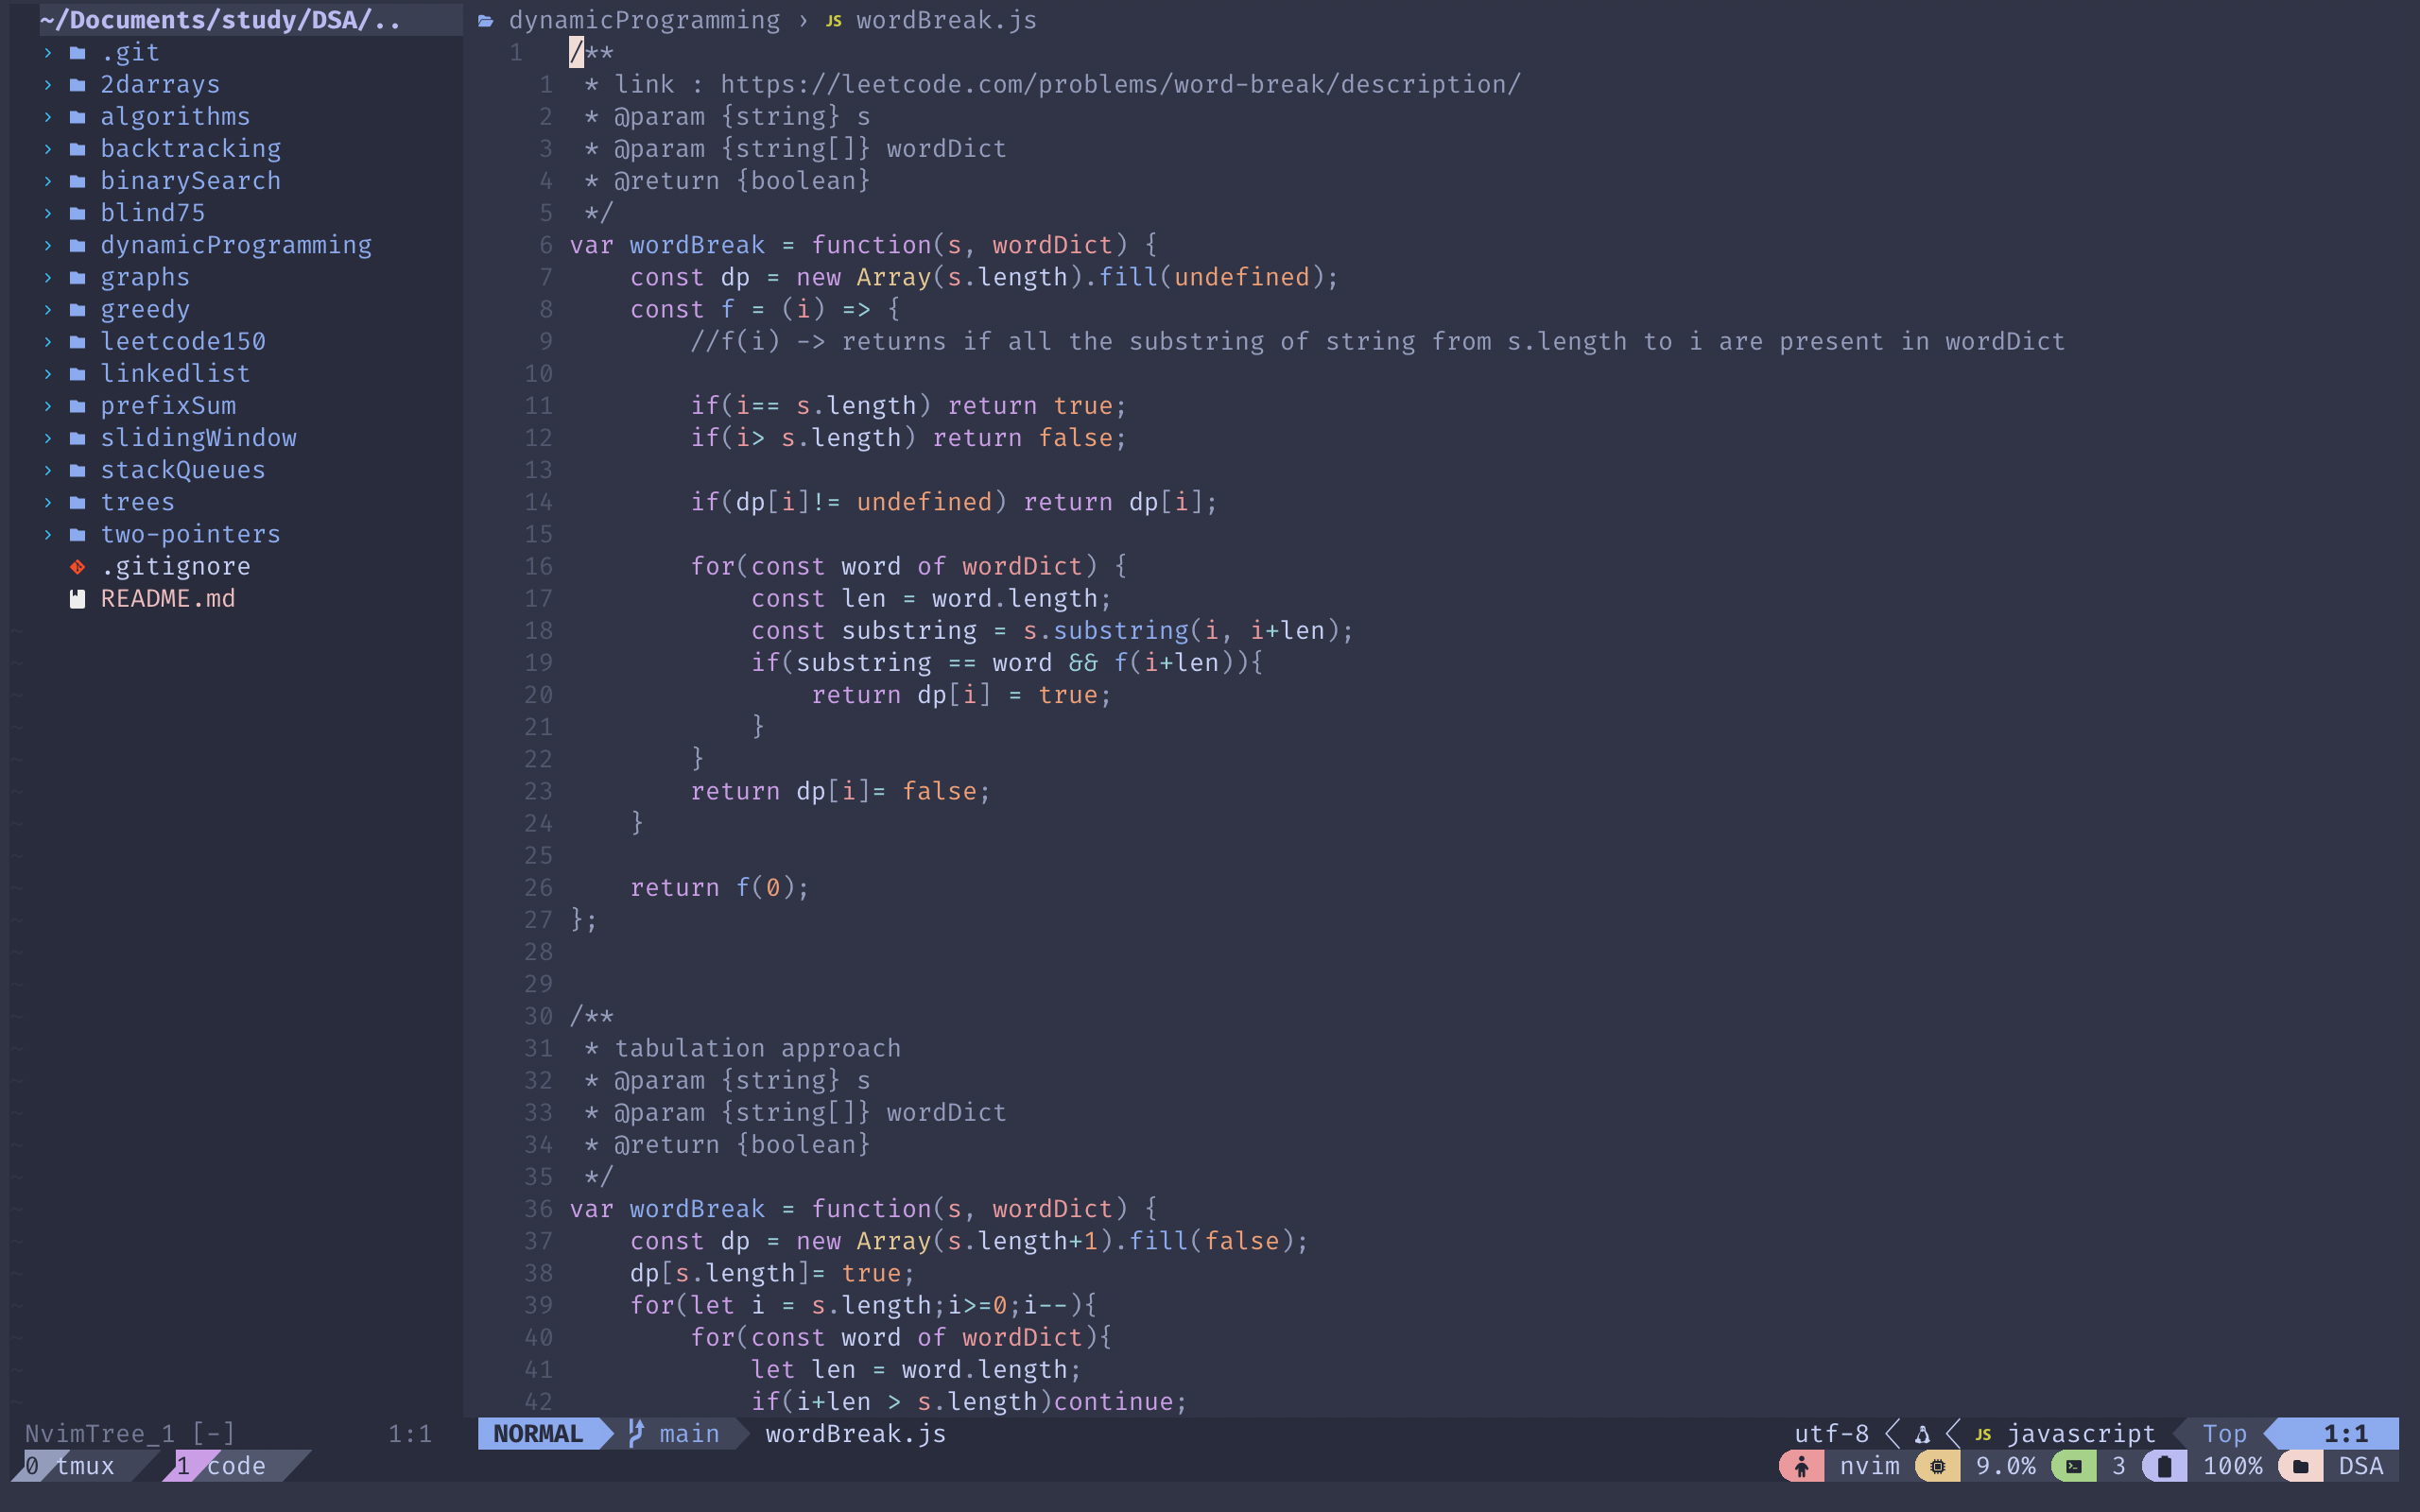 ~/Documents/study/DSA/..
.git
2darrays
algorithms
backtracking
binarySearch
blind75
dynamicProgramming
graphs
greedy
leetcode150
linkedlist
prefixSum
slidingWindow
stackQueues
trees
two-pointers
.gitignore
README.md
NvimTree_1 [-] 1:1
dynamicProgramming › JS wordBreak.js
1 /**
1  * link : https://leetcode.com/problems/word-break/description/
2  * @param {string} s
3  * @param {string[]} wordDict
4  * @return {boolean}
5  */
6 var wordBreak = function(s, wordDict) {
7     const dp = new Array(s.length).fill(undefined);
8     const f = (i) => {
9         //f(i) -> returns if all the substring of string from s.length to i are present in wordDict
10
11         if(i== s.length) return true;
12         if(i> s.length) return false;
13
14         if(dp[i]!= undefined) return dp[i];
15
16         for(const word of wordDict) {
17             const len = word.length;
18             const substring = s.substring(i, i+len);
19             if(substring == word && f(i+len)){
20                 return dp[i] = true;
21             }
22         }
23         return dp[i]= false;
24     }
25
26     return f(0);
27 };
28
29
30 /**
31  * tabulation approach
32  * @param {string} s
33  * @param {string[]} wordDict
34  * @return {boolean}
35  */
36 var wordBreak = function(s, wordDict) {
37     const dp = new Array(s.length+1).fill(false);
38     dp[s.length]= true;
39     for(let i = s.length;i>=0;i--){
40         for(const word of wordDict){
41             let len = word.length;
42             if(i+len > s.length)continue;
NORMAL main wordBreak.js utf-8 JS javascript Top 1:1
0 tmux 1 code nvim 9.0% 3 100% DSA